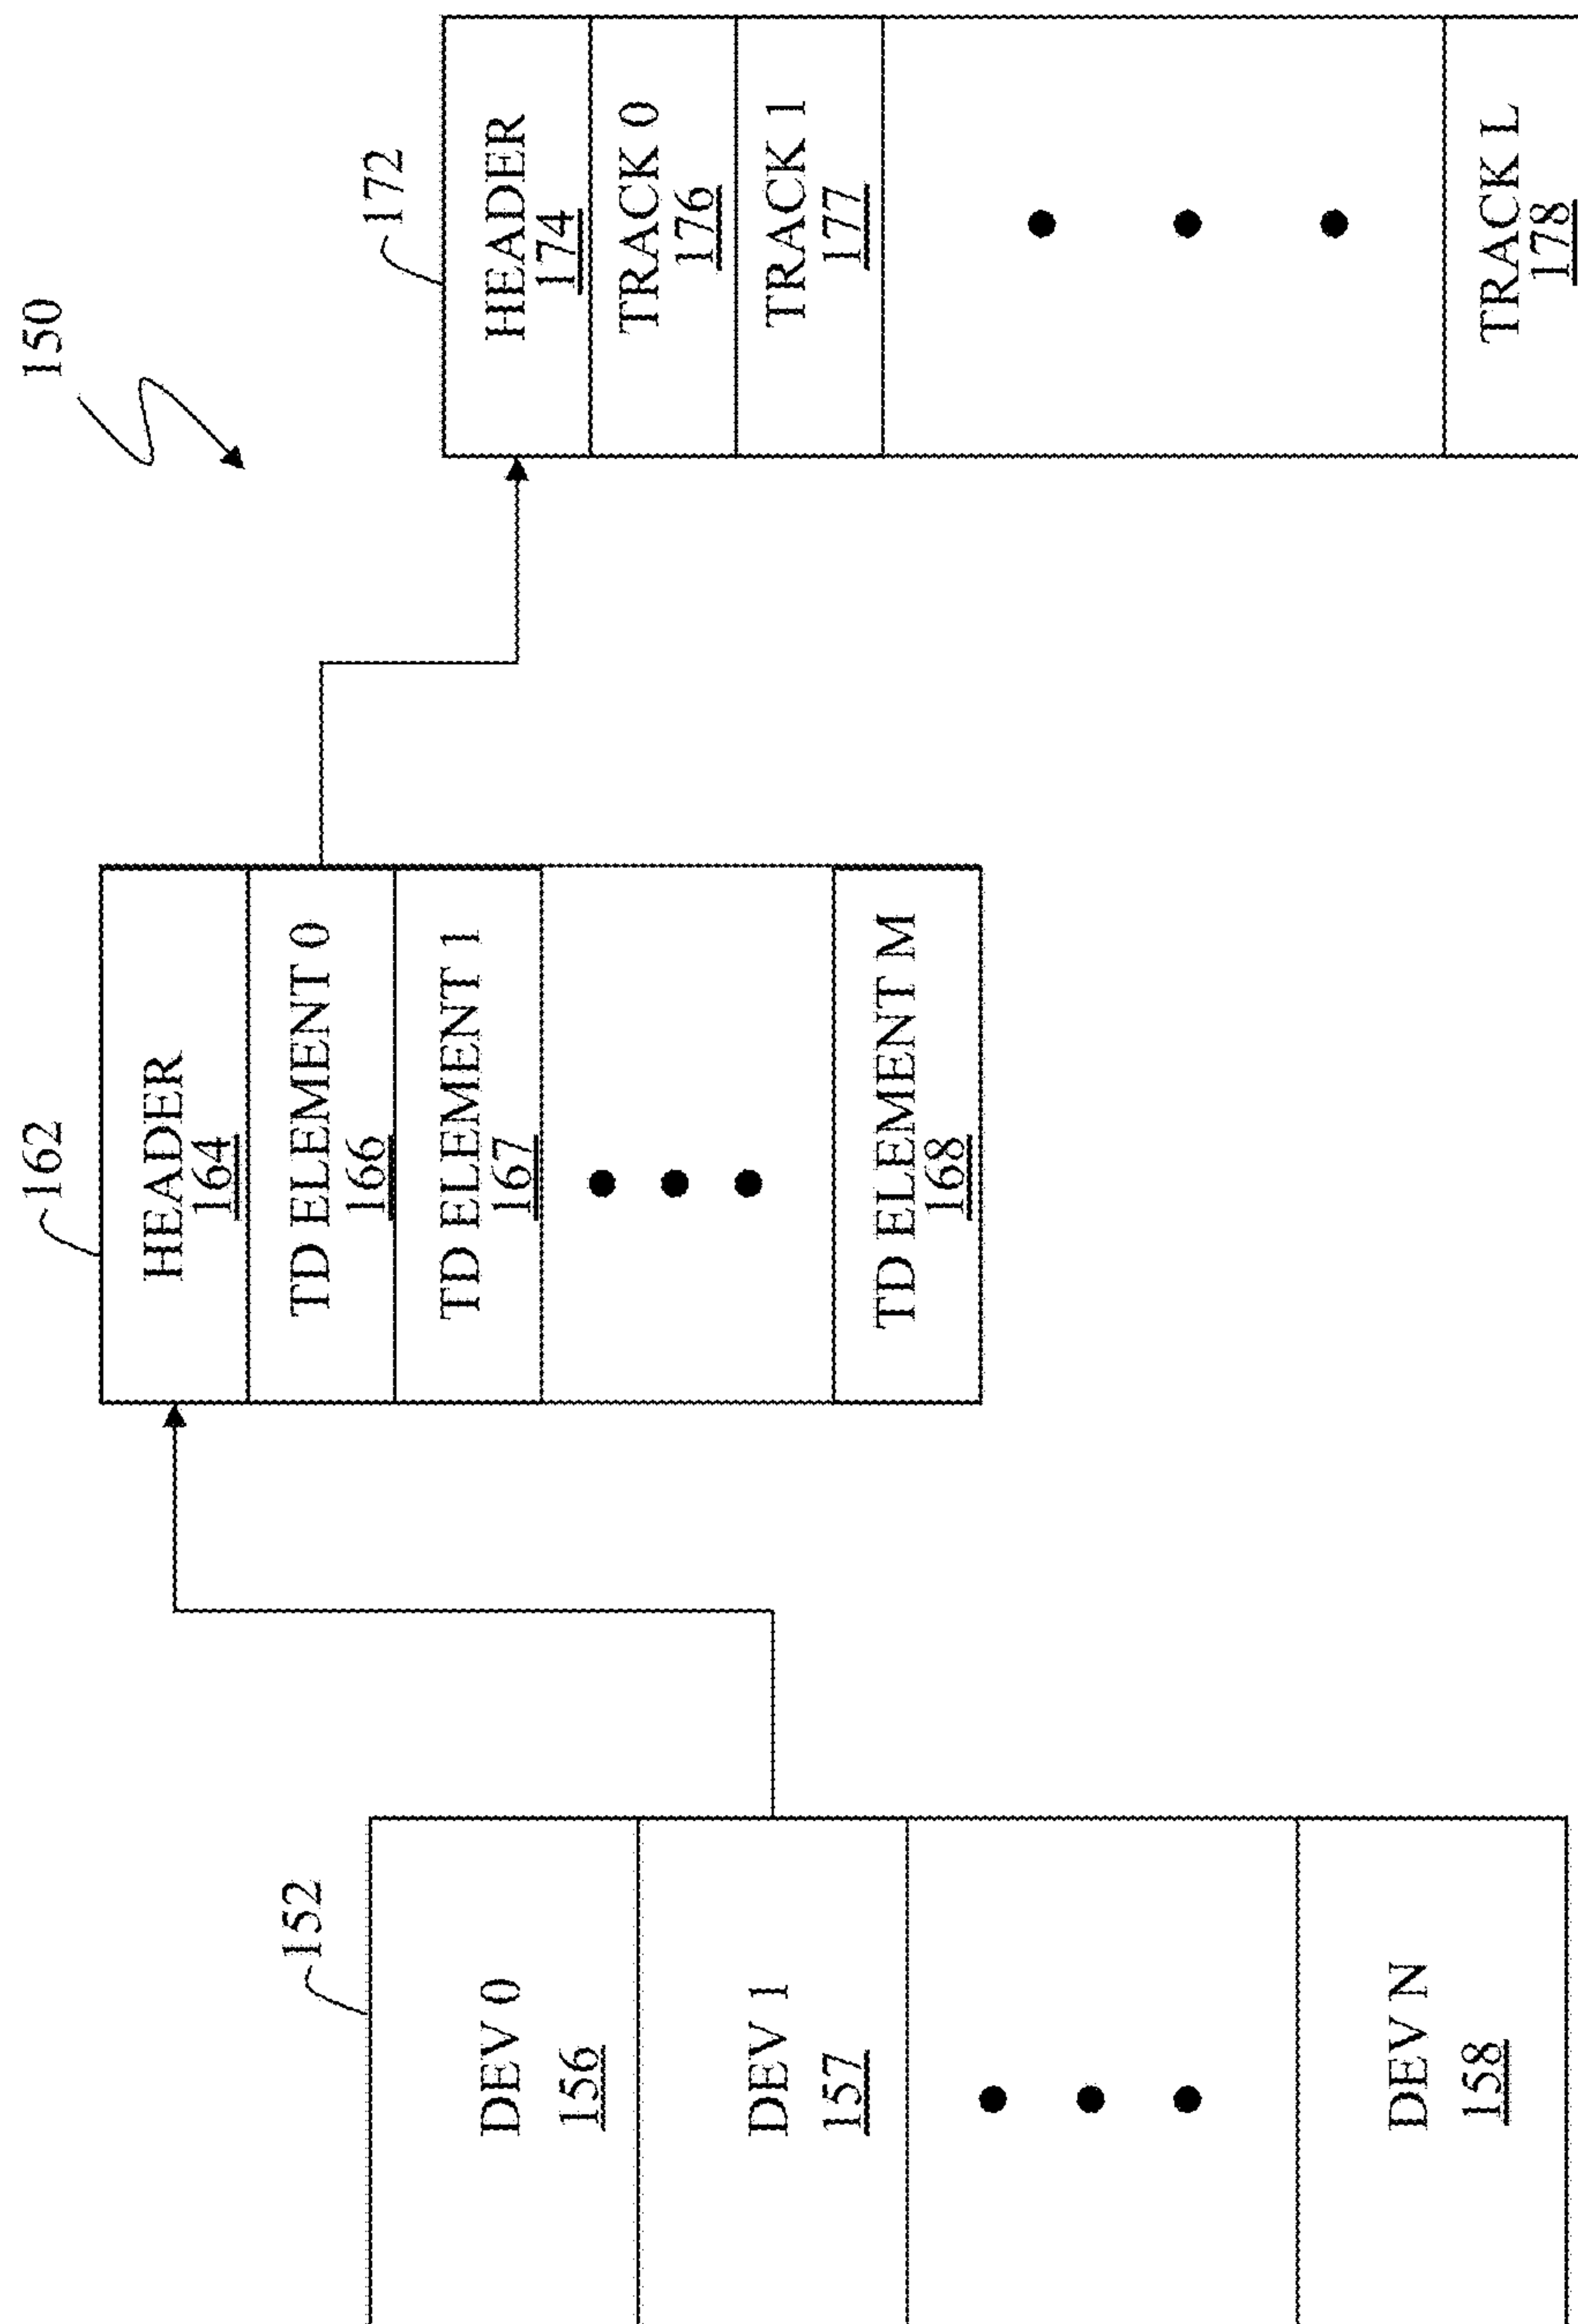 150
152
DEV 0
156
DEV 1
157
DEV N
158
162
HEADER
164
TD ELEMENT 0
166
TD ELEMENT 1
167
TD ELEMENT M
168
172
HEADER
174
TRACK 0
176
TRACK 1
177
TRACK L
178